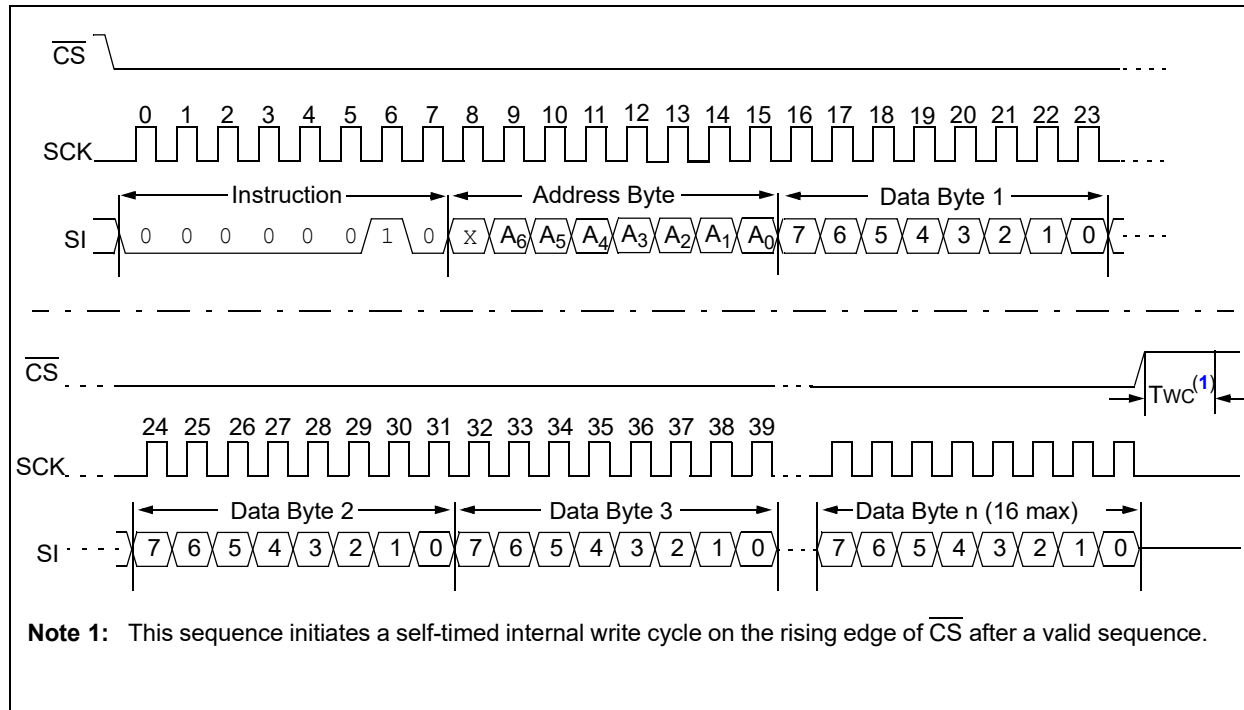 CS
0 1 2 3 4 5 6 7 8 9 10 11 12 13 14 15 16 17 18 19 20 21 22 23
SCK
Instruction Address Byte Data Byte 1
SI 0 0 0 0 0 0 1 0 X A6 A5 A4 A3 A2 A1 A0 7 6 5 4 3 2 1 0
CS
TWC(1)
24 25 26 27 28 29 30 31 32 33 34 35 36 37 38 39
SCK
Data Byte 2 Data Byte 3 Data Byte n (16 max)
SI 7 6 5 4 3 2 1 0 7 6 5 4 3 2 1 0 7 6 5 4 3 2 1 0
Note 1: This sequence initiates a self-timed internal write cycle on the rising edge of CS after a valid sequence.